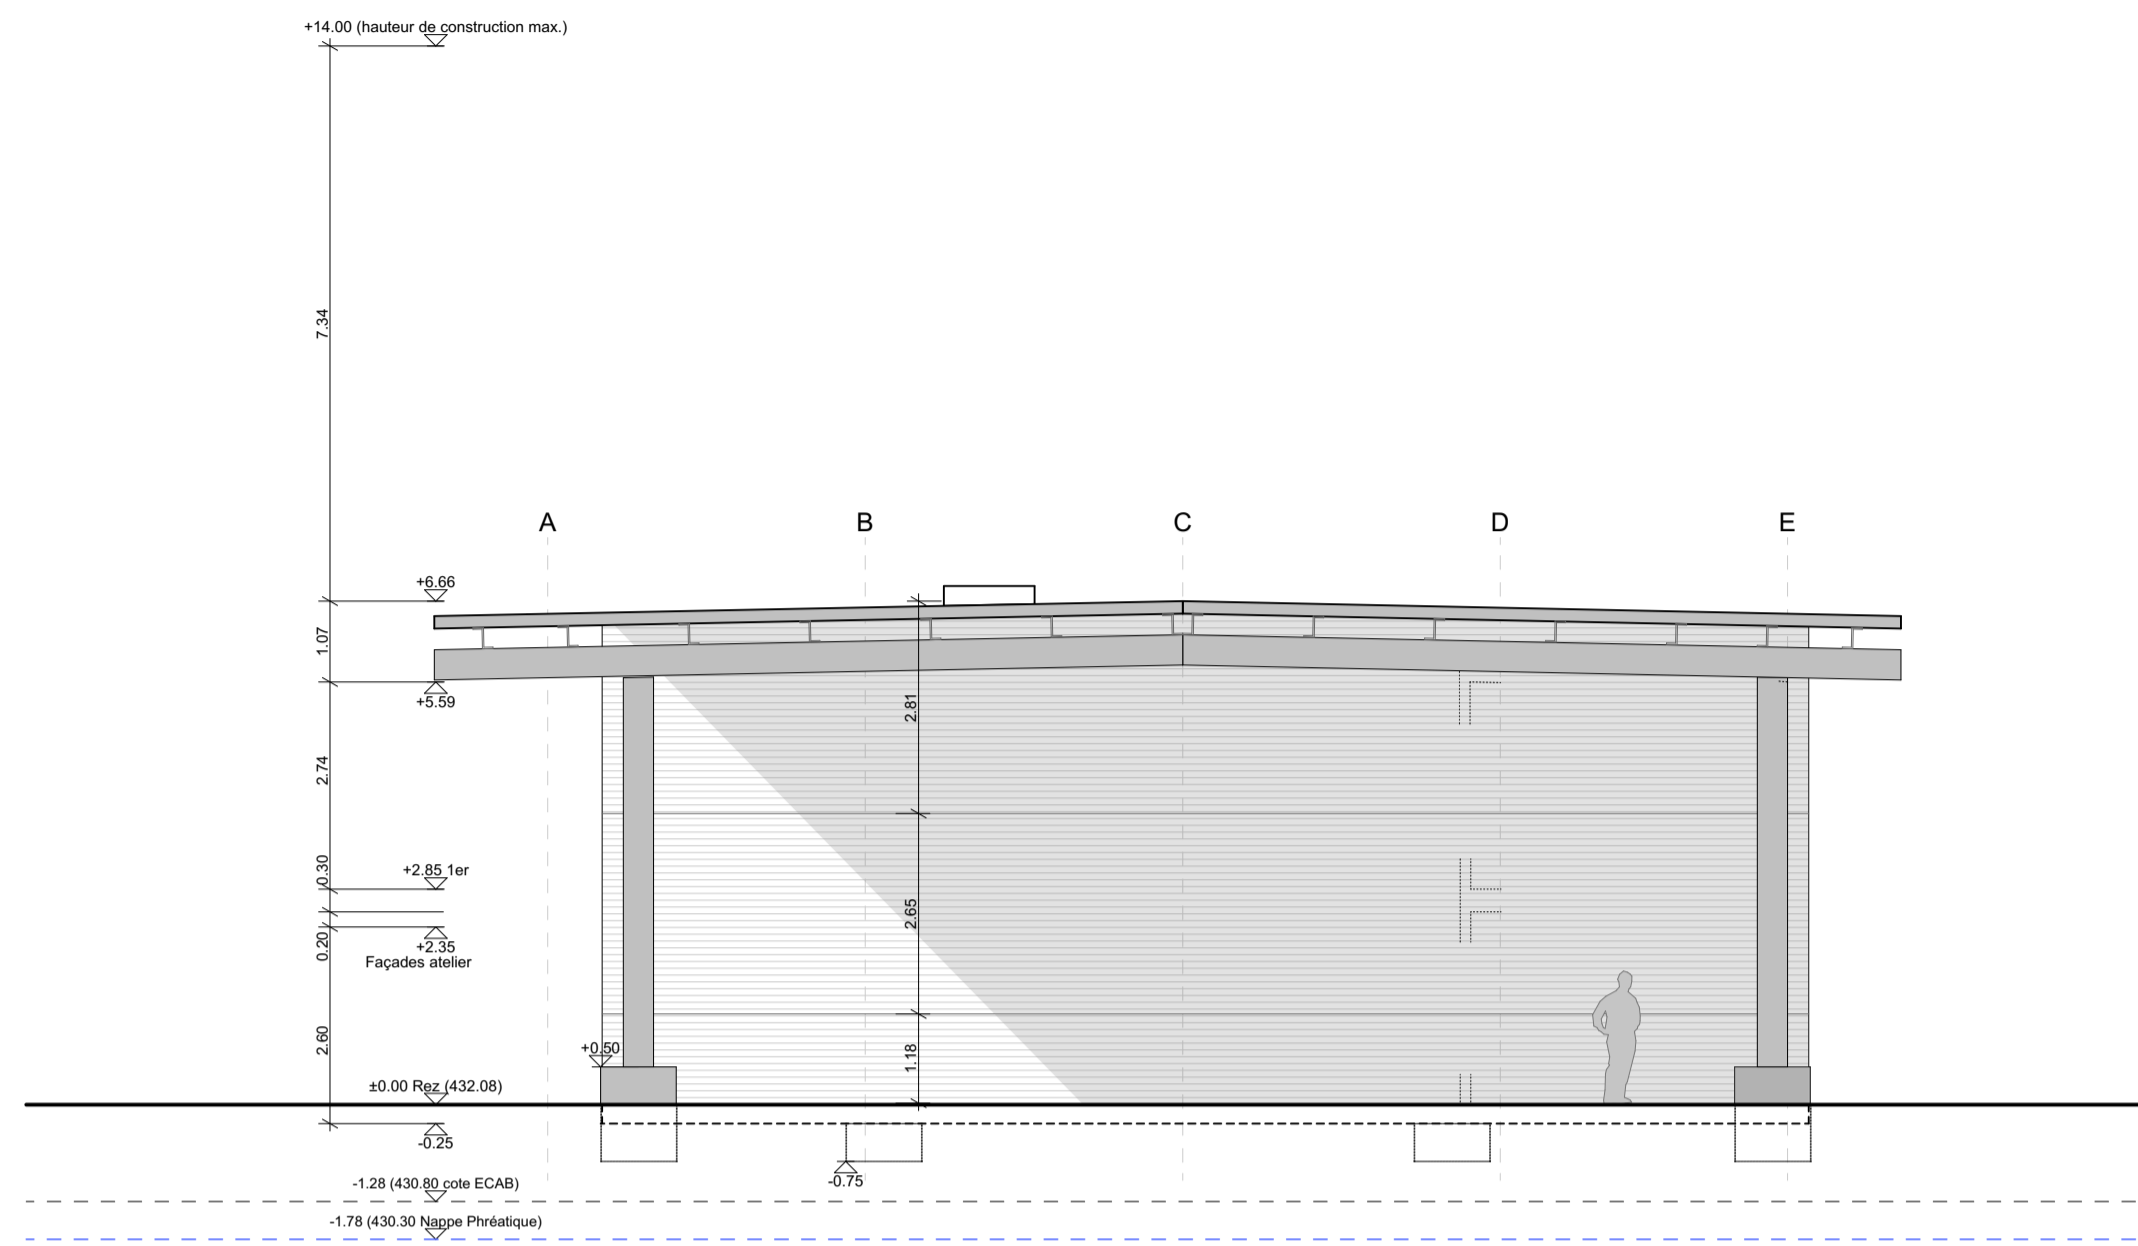 +14.00 (hauteur de construction max.)
7.34
A B C D E
+6.66
1.07
+5.59
2.81
2.74
0.30
+2.85 1er
2.65
0.20
+2.35
Façades atelier
2.60
+0.50
1.18
±0.00 Rez (432.08)
-0.25
-0.75
-1.28 (430.80 cote ECAB)
-1.78 (430.30 Nappe Phréatique)